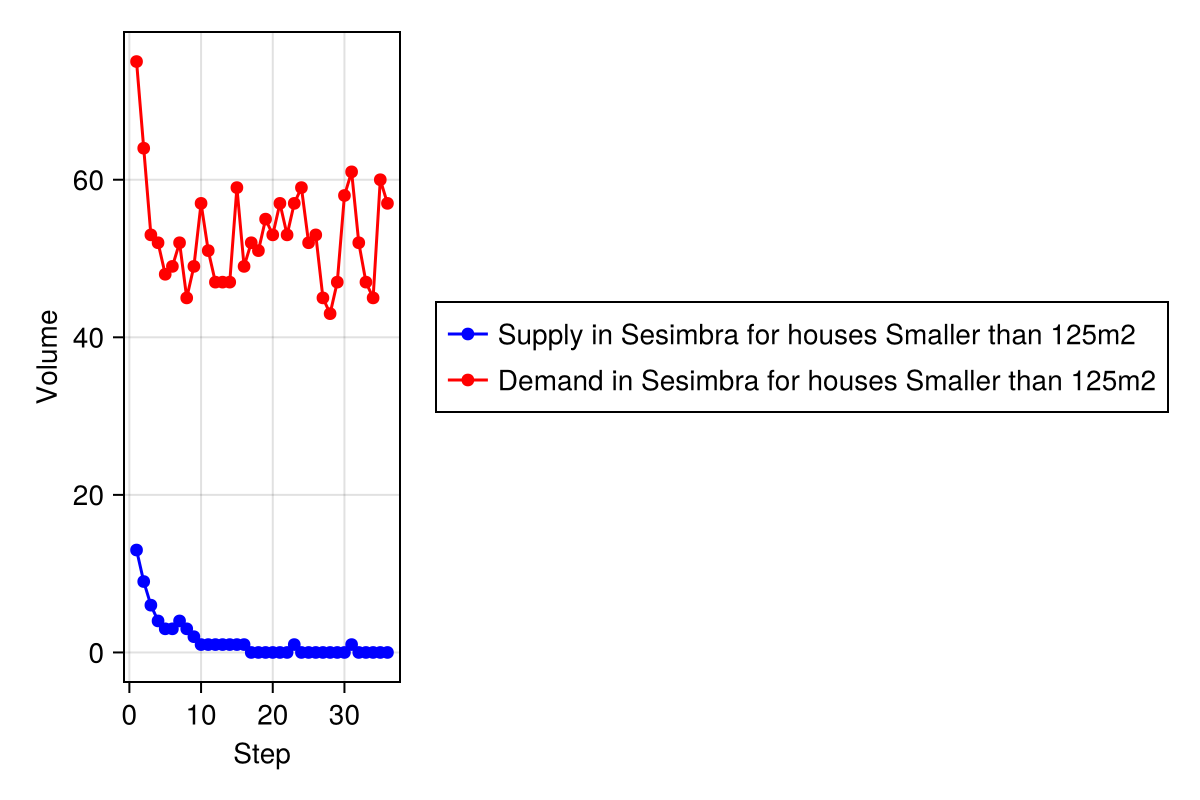 Volume
60
40
20
0
0 10 20 30
Step
Supply in Sesimbra for houses Smaller than 125m2
Demand in Sesimbra for houses Smaller than 125m2